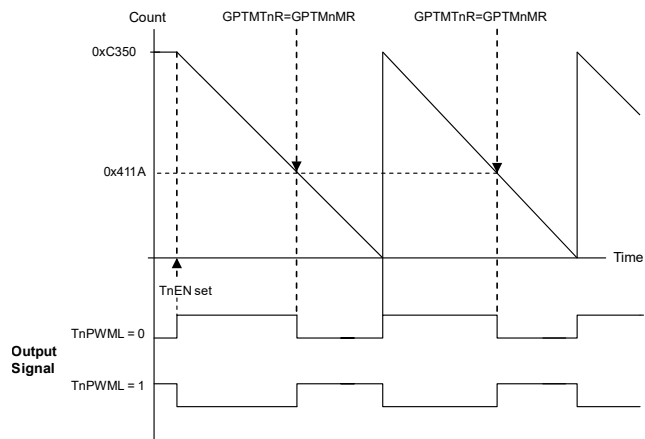 Count
GPTMTnR=GPTMnMR
GPTMTnR=GPTMnMR
0xC350
0x411A
Time
TnEN set
TnPWML = 0
Output
Signal
TnPWML = 1